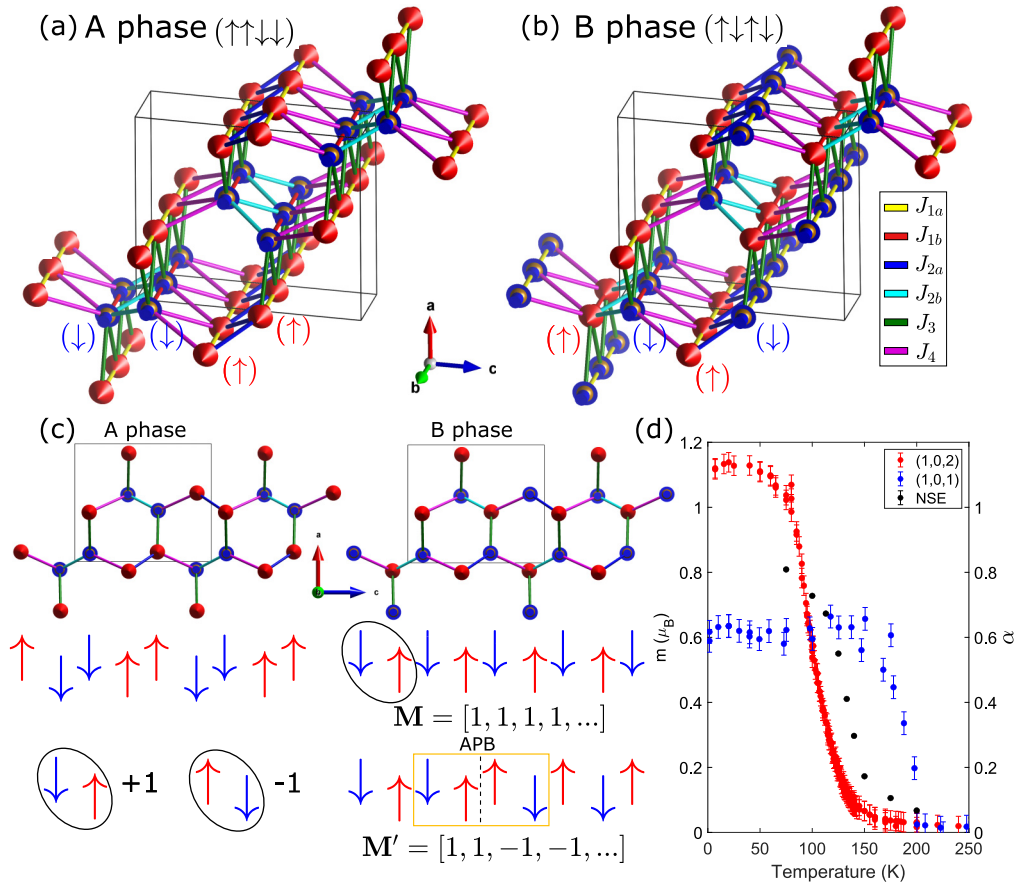 (a) A phase (↑↑↓↓)
(b) B phase (↑↓↑↓)
J1a
J1b
J2a
J2b
J3
J4
(↓) (↓) (↑) (↑)
(↑) (↓) (↑) (↓)
a
b
c
(c) A phase
B phase
a
b
c
M = [1, 1, 1, 1, ...]
+1
-1
APB
M′ = [1, 1, −1, −1, ...]
(d)
(1,0,2)
(1,0,1)
NSE
1.2
1
0.8
0.6
0.4
0.2
0
m (μB)
1
0.8
0.6
0.4
0.2
0
α
0 50 100 150 200 250
Temperature (K)